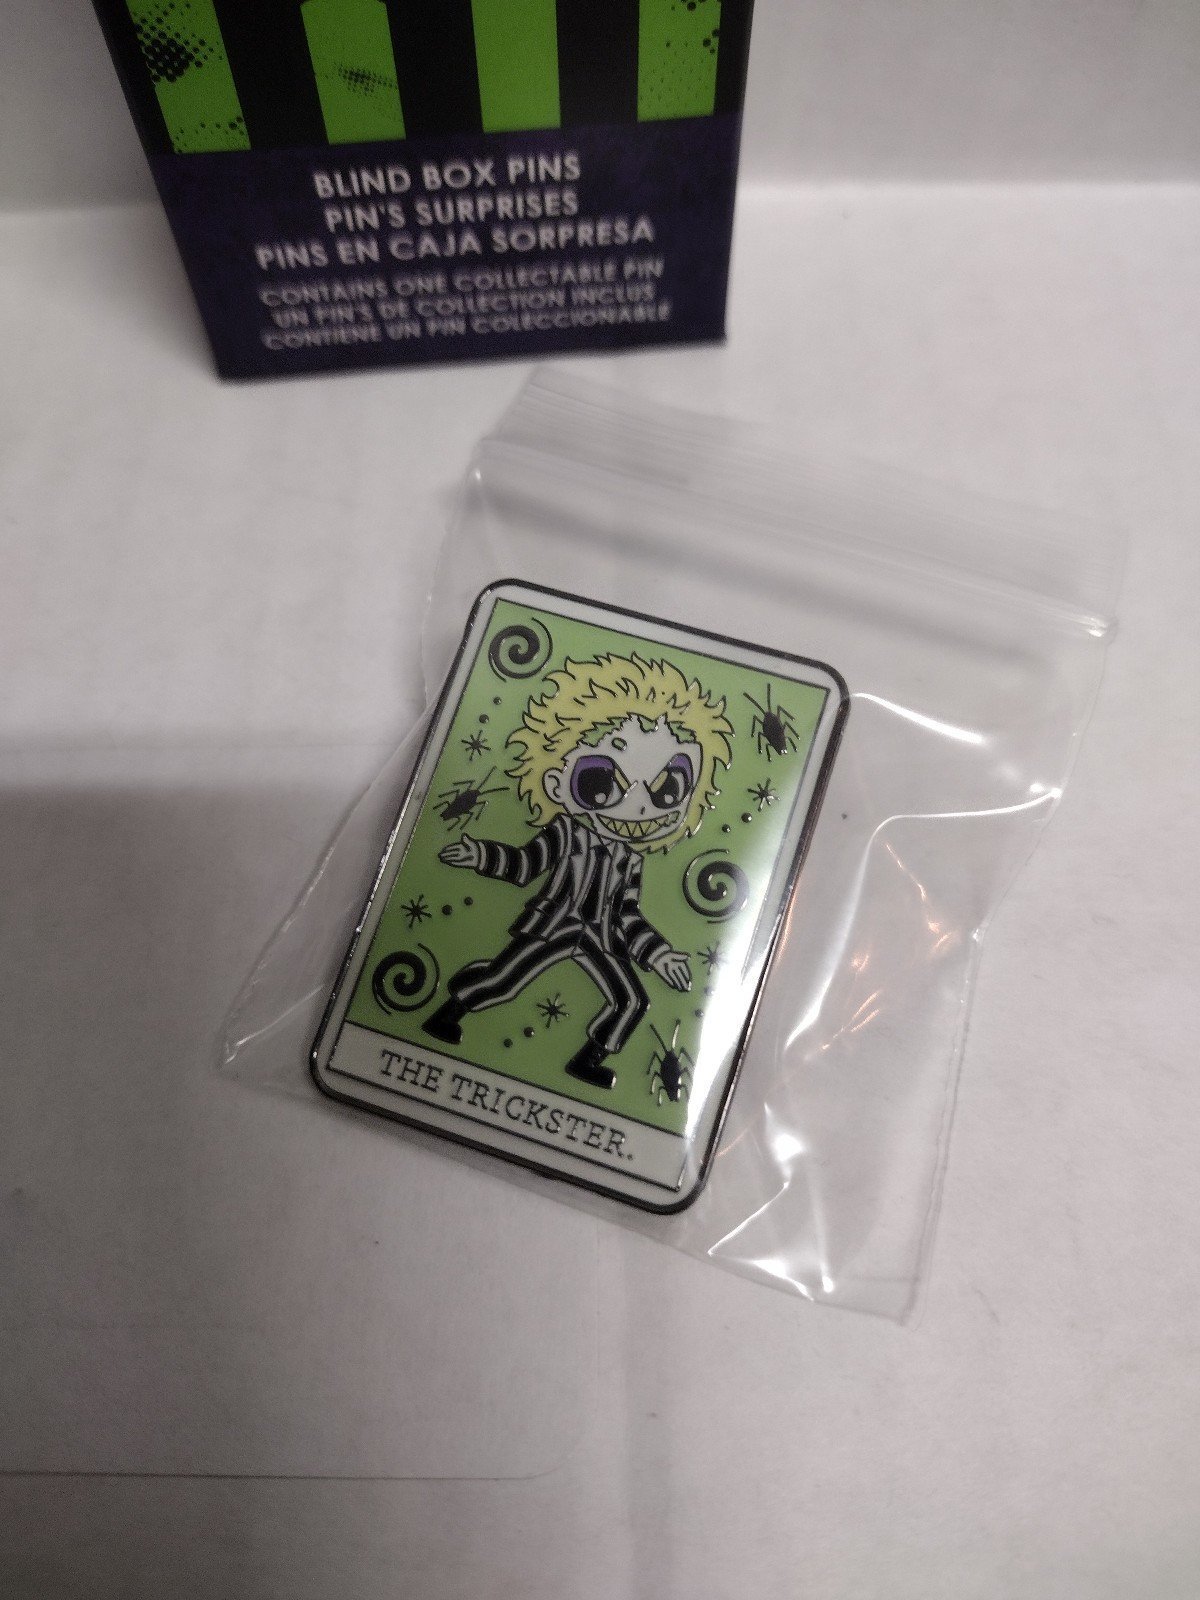 BLIND BOX PINS
PIN'S SURPRISES
PINS EN CAJA SORPRESA
CONTAINS ONE COLLECTABLE PIN
UN PIN'S DE COLLECTION INCLUS
CONTIENE UN PIN COLECCIONABLE
THE TRICKSTER.